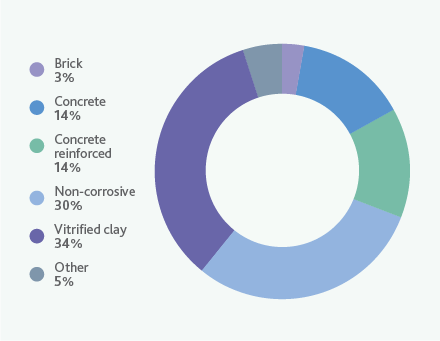 Brick
3%
Concrete
14%
Concrete
reinforced
14%
Non-corrosive
30%
Vitrified clay
34%
Other
5%